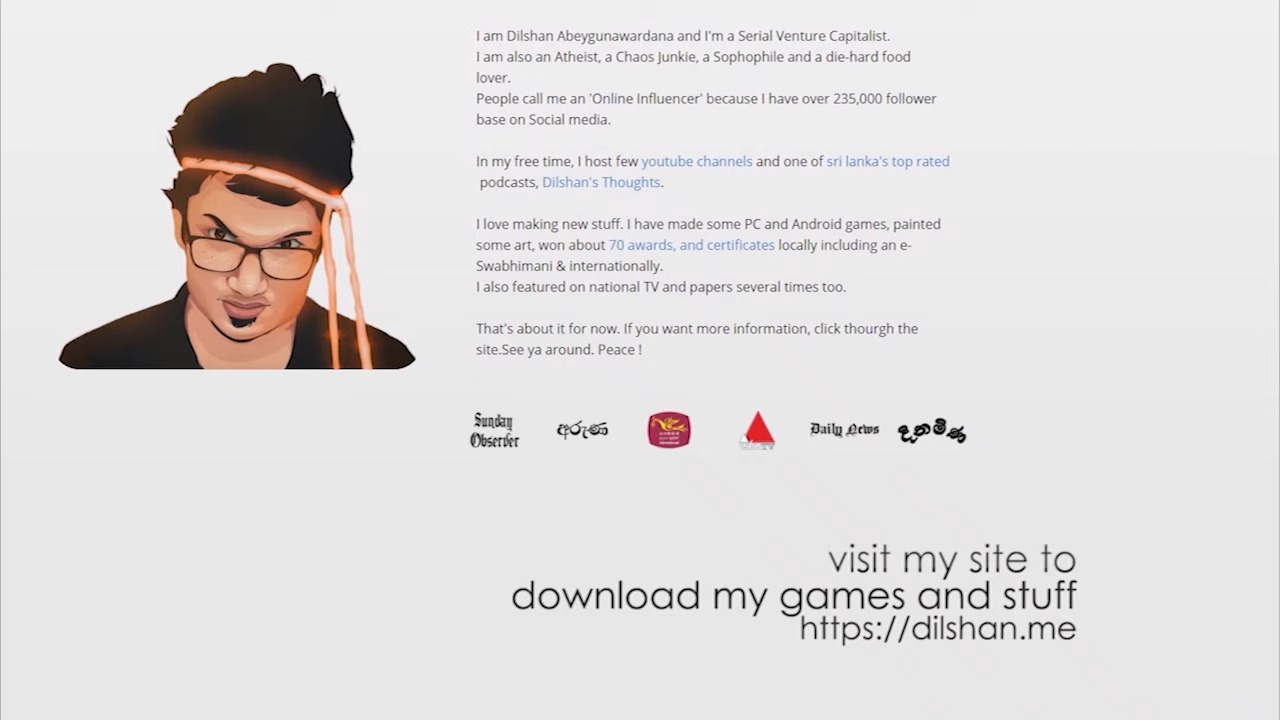 I am Dilshan Abeygunawardana and I'm a Serial Venture Capitalist.
I am also an Atheist, a Chaos Junkie, a Sophophile and a die-hard food
lover.
People call me an 'Online Influencer' because I have over 235,000 follower
base on Social media.
In my free time, I host few youtube channels and one of sri lanka's top rated
podcasts, Dilshan's Thoughts.
I love making new stuff. I have made some PC and Android games, painted
some art, won about 70 awards, and certificates locally including an e-
Swabhimani & internationally.
I also featured on national TV and papers several times too.
That's about it for now. If you want more information, click thourgh the
site.See ya around. Peace !
Sunday
Observer
අරුණ
Daily News
දිනමිණ
visit my site to
download my games and stuff
https://dilshan.me